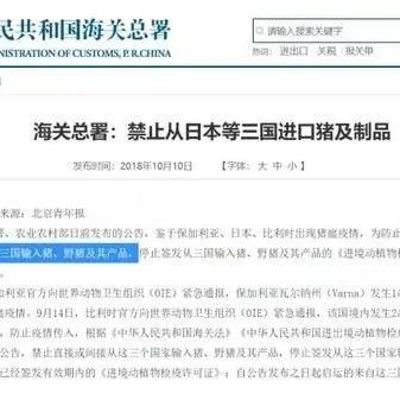 民共和国海关总署
NISTRATION OF CUSTOMS, P.R.CHINA
请输入搜索关键字
热词： 进出口 关税 报关单
海关总署：禁止从日本等三国进口猪及制品
发布时间：2018年10月10日 【字体： 大 中 小】
来源：北京青年报
署、农业农村部日前发布的公告，鉴于保加利亚、日本、比利时出现猪瘟疫情，为防止
三国输入猪、野猪及其产品，停止签发从三国输入猪、野猪及其产品的《进境动植物检
。
加利亚官方向世界动物卫生组织（OIE）紧急通报，保加利亚瓦尔纳州（Varna）发生1
瘟疫情，9月14日，比利时官方向世界动物卫生组织（OIE）紧急通报，该国境内发生2
，防止疫情传入，根据《中华人民共和国海关法》《中华人民共和国进出境动植物检疫
公告，禁止直接或间接从这三个国家输入猪、野猪及其产品，停止签发从这三个国家输
已经签发有效期内的《进境动植物检疫许可证》；自公告发布之日起启运的来自这三国